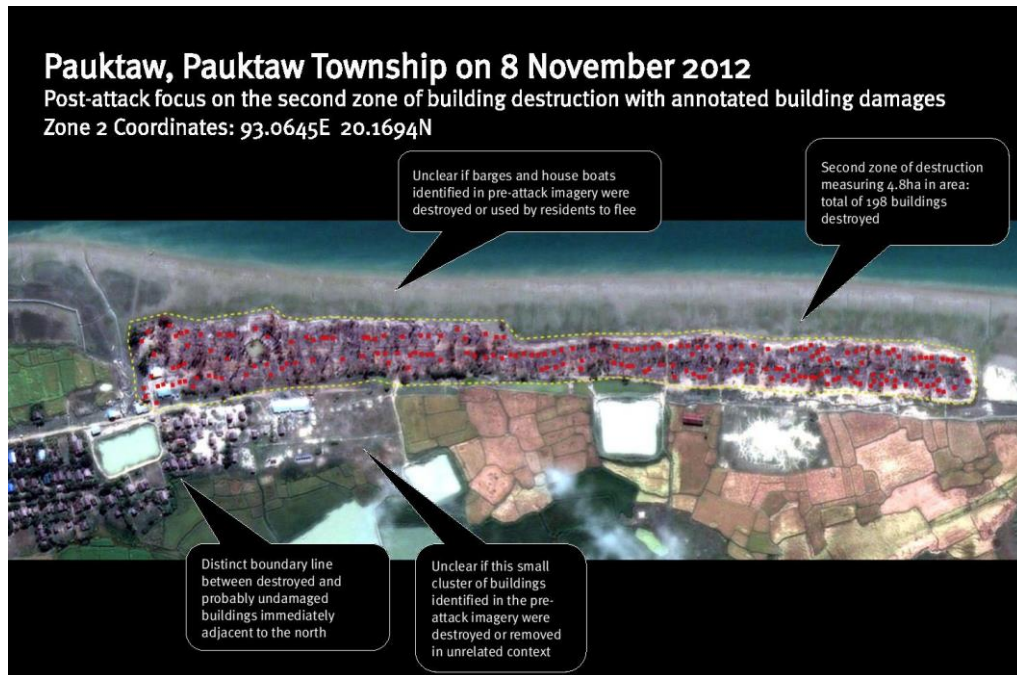 Pauktaw, Pauktaw Township on 8 November 2012
Post-attack focus on the second zone of building destruction with annotated building damages
Zone 2 Coordinates: 93.0645E 20.1694N
Unclear if barges and house boats
identified in pre-attack imagery were
destroyed or used by residents to flee
Second zone of destruction
measuring 4.8ha in area:
total of 198 buildings
destroyed
Distinct boundary line
between destroyed and
probably undamaged
buildings immediately
adjacent to the north
Unclear if this small
cluster of buildings
identified in the pre-
attack imagery were
destroyed or removed
in unrelated context